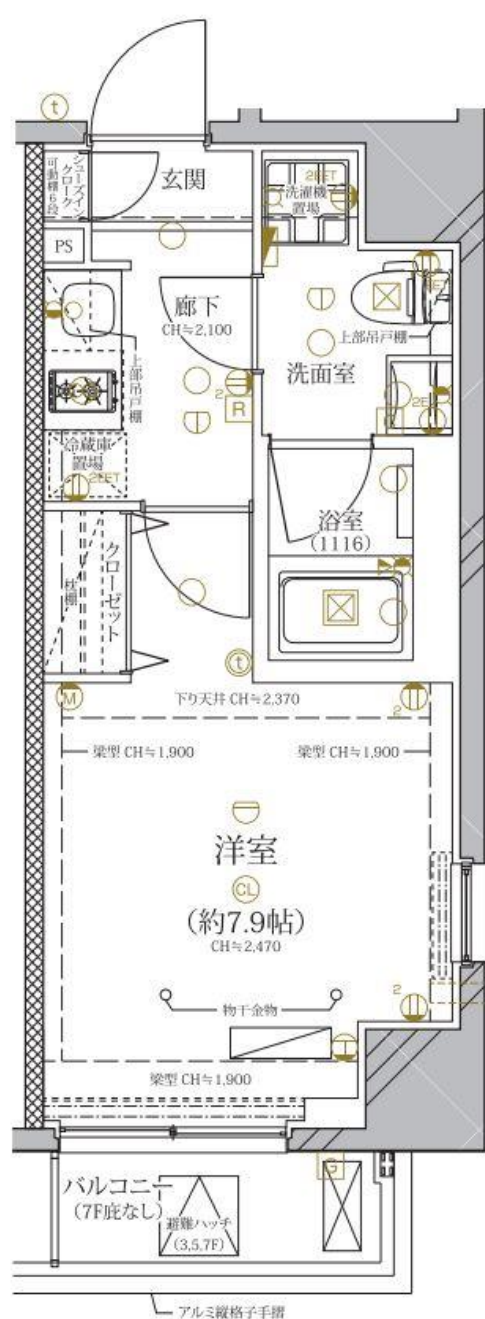 t
シューズイン
クローク
可動棚6段
玄関
2EET
洗濯機
置場
PS
廊下
CH≒2,100
上部吊戸棚
洗面室
上部吊戸棚
2
R
冷蔵庫
置場
2EET
浴室
(1116)
クローゼット
枕棚
t
M
下り天井 CH≒2,370
2
梁型 CH≒1,900
梁型 CH≒1,900
洋室
CL
(約7.9帖)
CH≒2,470
2
物干金物
梁型 CH≒1,900
G
バルコニー
(7F庇なし)
避難ハッチ
(3,5,7F)
アルミ縦格子手摺